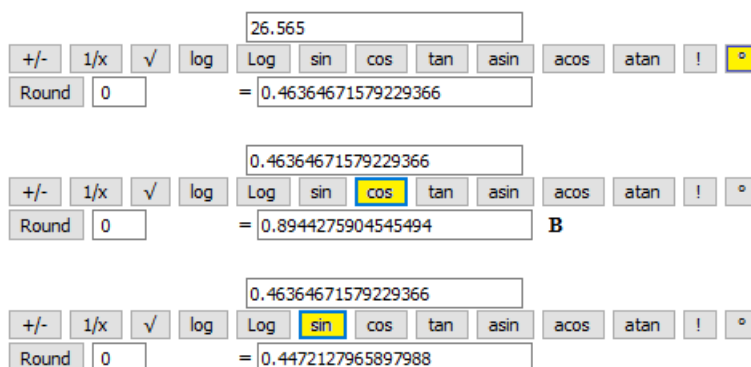 26.565
+/- 1/x √ log Log sin cos tan asin acos atan ! °
Round 0 = 0.46364671579229366
0.46364671579229366
+/- 1/x √ log Log sin cos tan asin acos atan ! °
Round 0 = 0.8944275904545494 B
0.46364671579229366
+/- 1/x √ log Log sin cos tan asin acos atan ! °
Round 0 = 0.4472127965897988